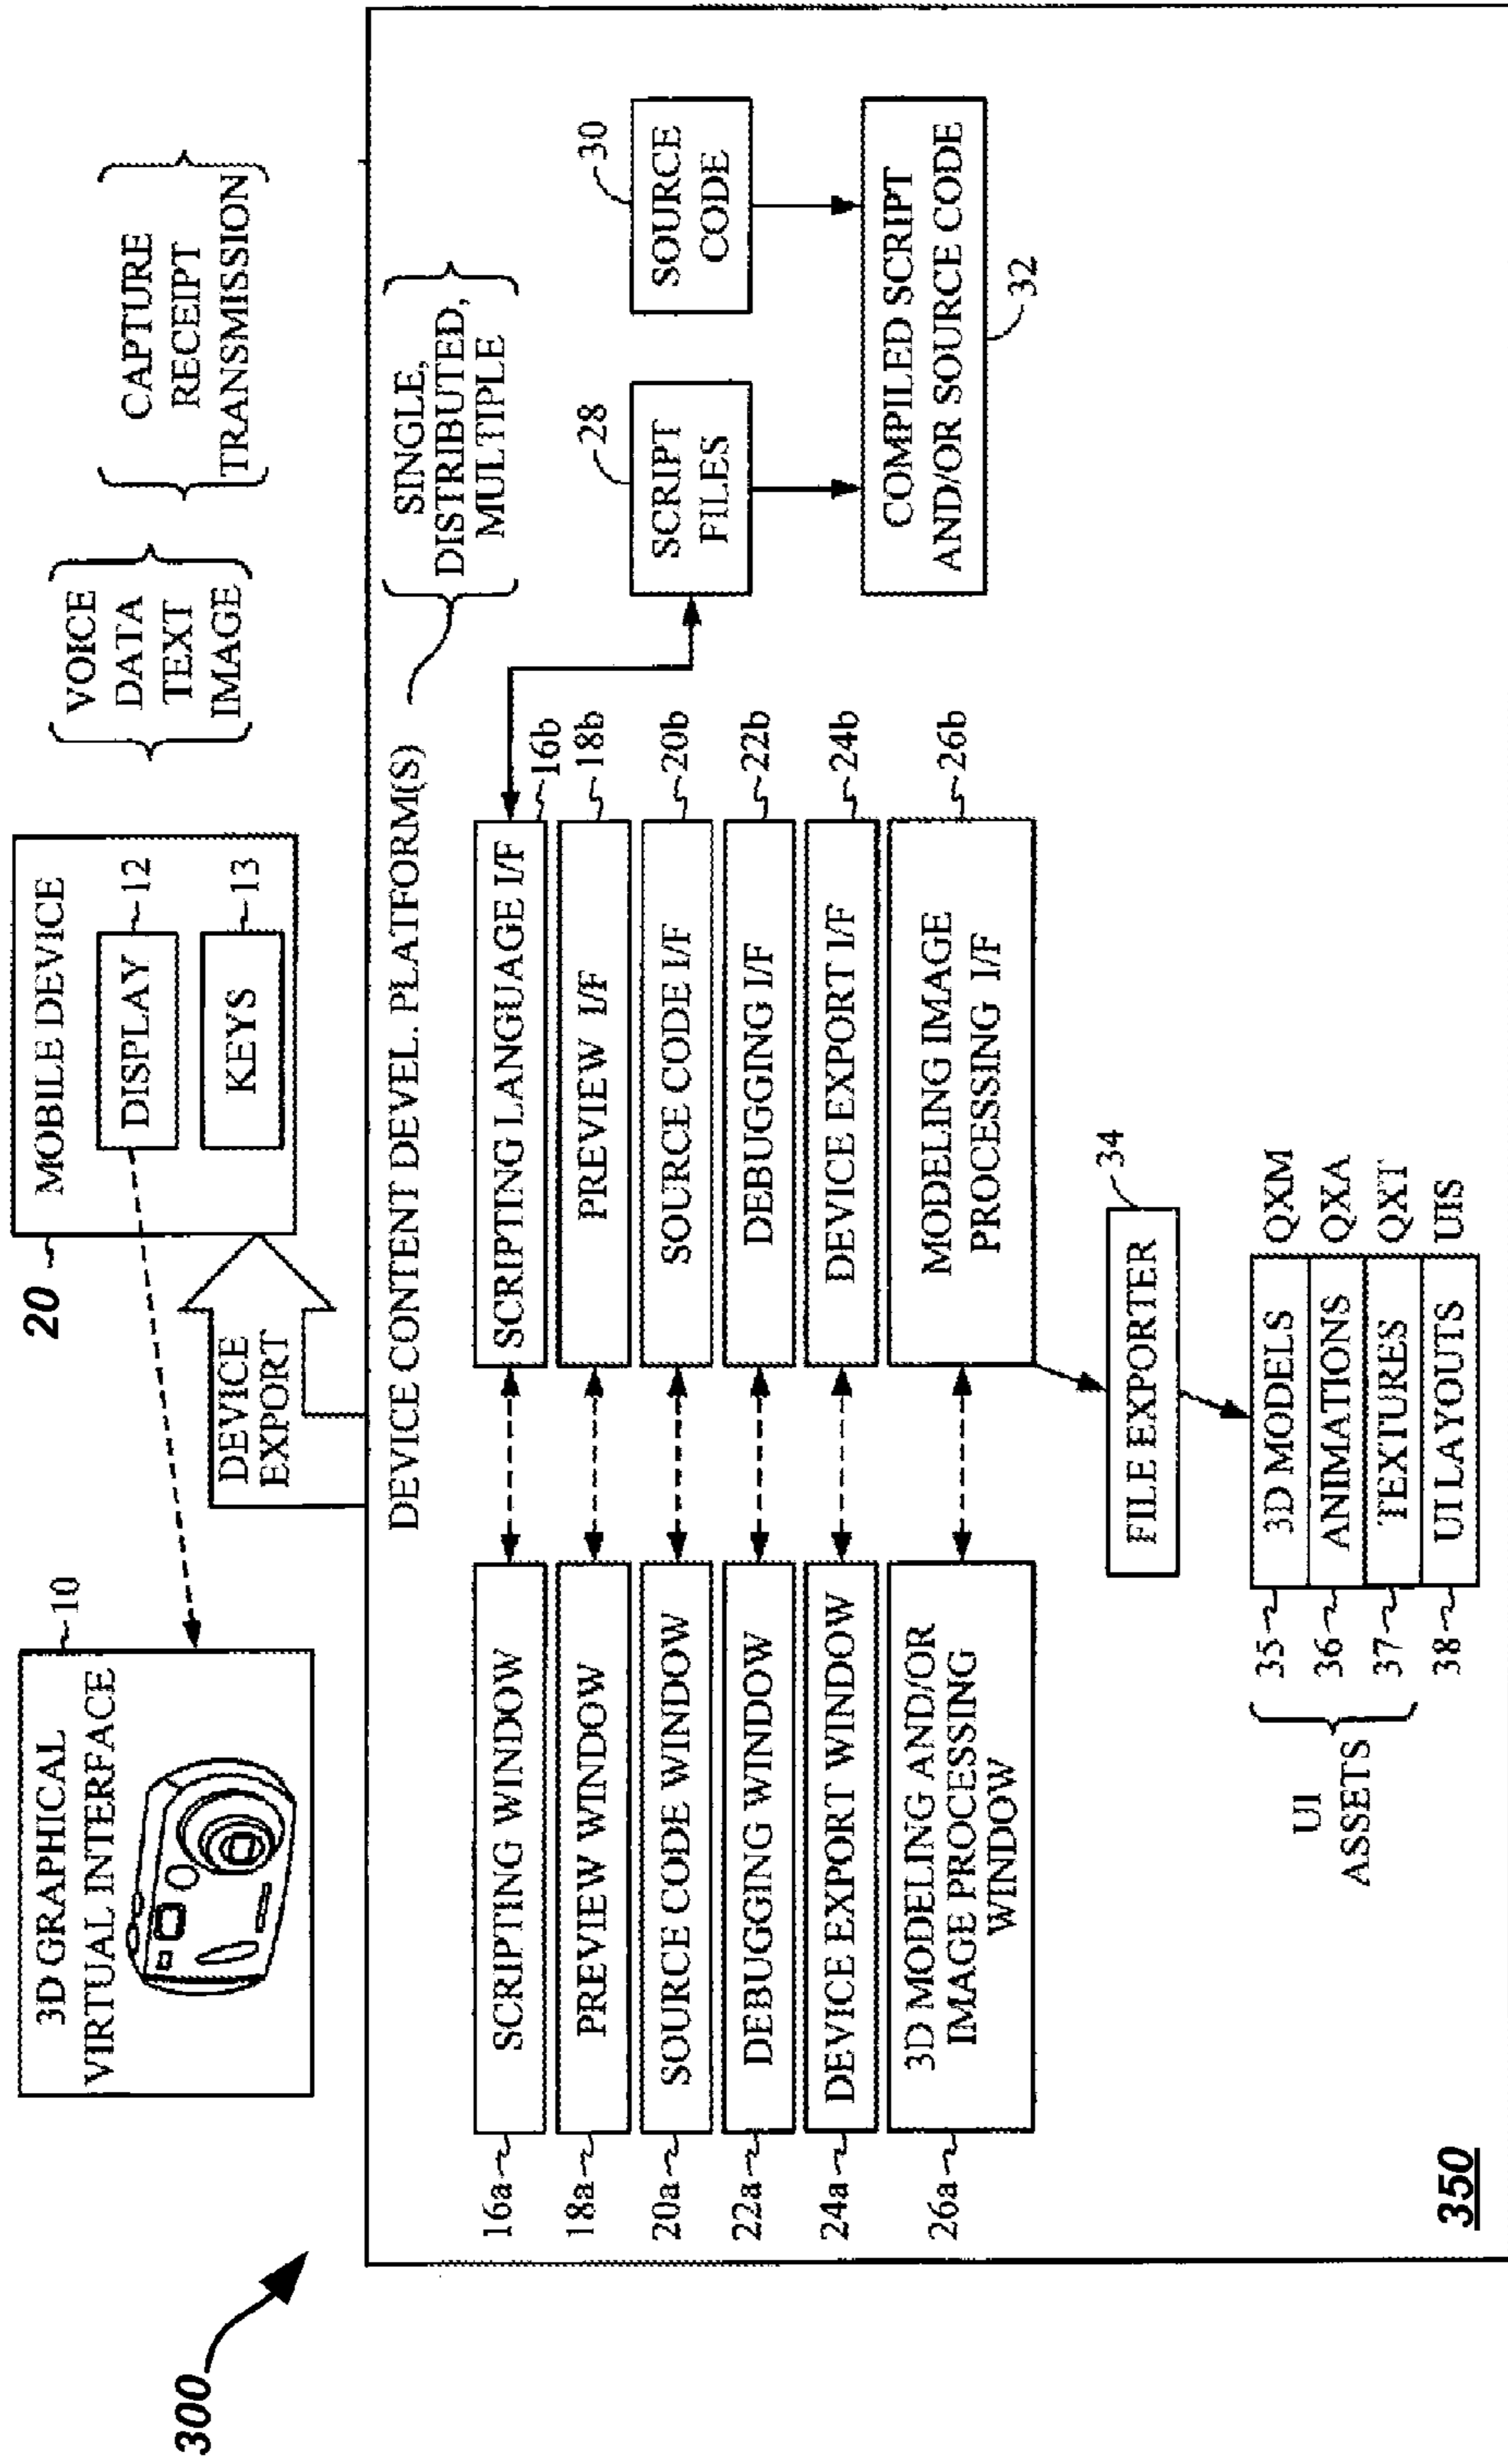 300
3D GRAPHICAL
VIRTUAL INTERFACE
10
20
MOBILE DEVICE
DISPLAY
12
KEYS
13
VOICE
DATA
TEXT
IMAGE
CAPTURE
RECEIPT
TRANSMISSION
DEVICE
EXPORT
DEVICE CONTENT DEVEL. PLATFORM(S)
SINGLE,
DISTRIBUTED,
MULTIPLE
16a
SCRIPTING WINDOW
SCRIPTING LANGUAGE I/F
16b
18a
PREVIEW WINDOW
PREVIEW I/F
18b
20a
SOURCE CODE WINDOW
SOURCE CODE I/F
20b
22a
DEBUGGING WINDOW
DEBUGGING I/F
22b
24a
DEVICE EXPORT WINDOW
DEVICE EXPORT I/F
24b
26a
3D MODELING AND/OR
IMAGE PROCESSING
WINDOW
MODELING IMAGE
PROCESSING I/F
26b
28
SCRIPT
FILES
30
SOURCE
CODE
COMPILED SCRIPT
AND/OR SOURCE CODE
32
FILE EXPORTER
34
UI
ASSETS
35
3D MODELS
QXM
36
ANIMATIONS
QXA
37
TEXTURES
QXT
38
UI LAYOUTS
UIS
350